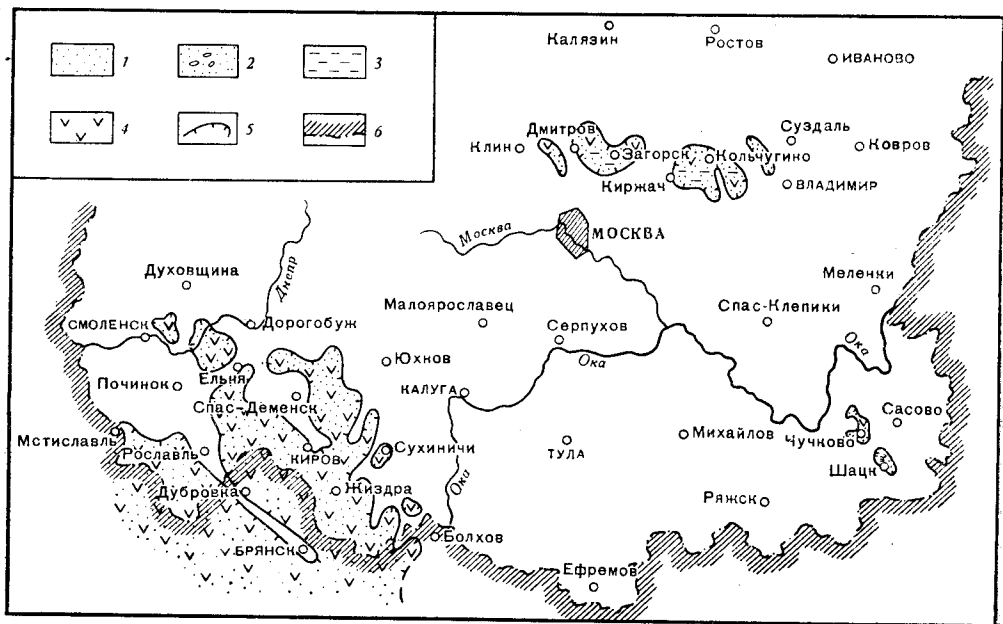 1 2 3
4 5 6
Калязин Ростов
ИВАНОВО
Дмитров Суздаль
Клин Загорск Кольчугино Ковров
Киржач ВЛАДИМИР
Москва МОСКВА
Днепр
Духовщина Меленки
Малоярославец Спас-Клепики
СМОЛЕНСК Дорогобуж Серпухов Ока
Юхнов Ока
Ельня
Починок КАЛУГА
Спас-Деменск Сасово
Мстиславль Сухиничи Михайлов Чучково
Рославль КИРОВ ТУЛА
Шацк
Дубровка Жиздра Ока Ряжск
Болхов
БРЯНСК
Ефремов